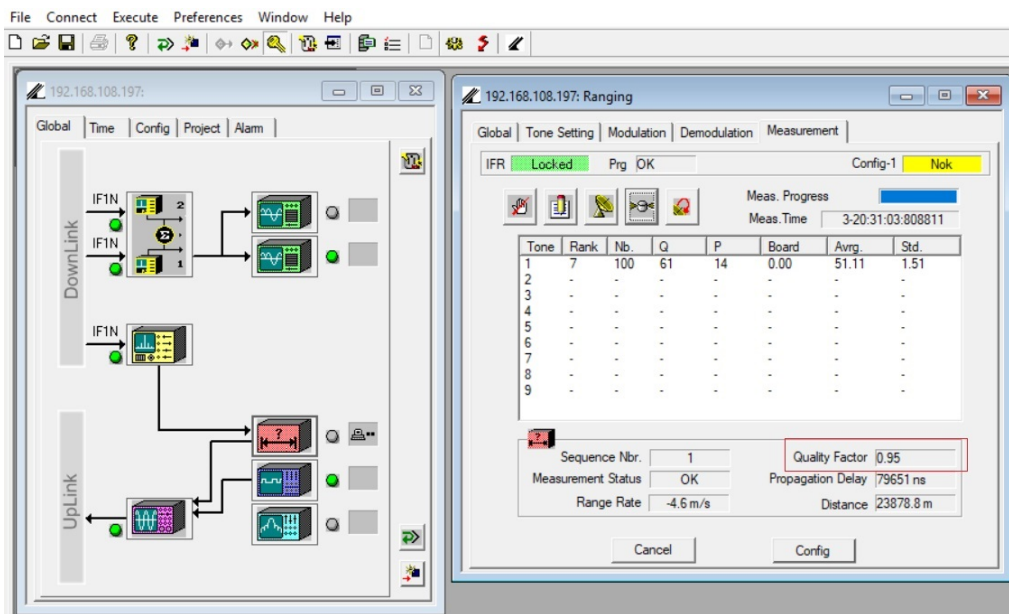 File Connect Execute Preferences Window Help
192.168.108.197:
Global Time Config Project Alarm
DownLink
IF1N
IF1N
2
Σ
1
IF1N
?
UpLink
192.168.108.197: Ranging
Global Tone Setting Modulation Demodulation Measurement
IFR Locked Prg OK Config-1 Nok
Meas. Progress
Meas.Time 3-20:31:03:808811
Tone Rank Nb. Q P Board Avrg. Std.
1 7 100 61 14 0.00 51.11 1.51
2 - - - - - - -
3 - - - - - - -
4 - - - - - - -
5 - - - - - - -
6 - - - - - - -
7 - - - - - - -
8 - - - - - - -
9 - - - - - - -
?
Sequence Nbr. 1 Quality Factor 0.95
Measurement Status OK Propagation Delay 79651 ns
Range Rate -4.6 m/s Distance 23878.8 m
Cancel Config